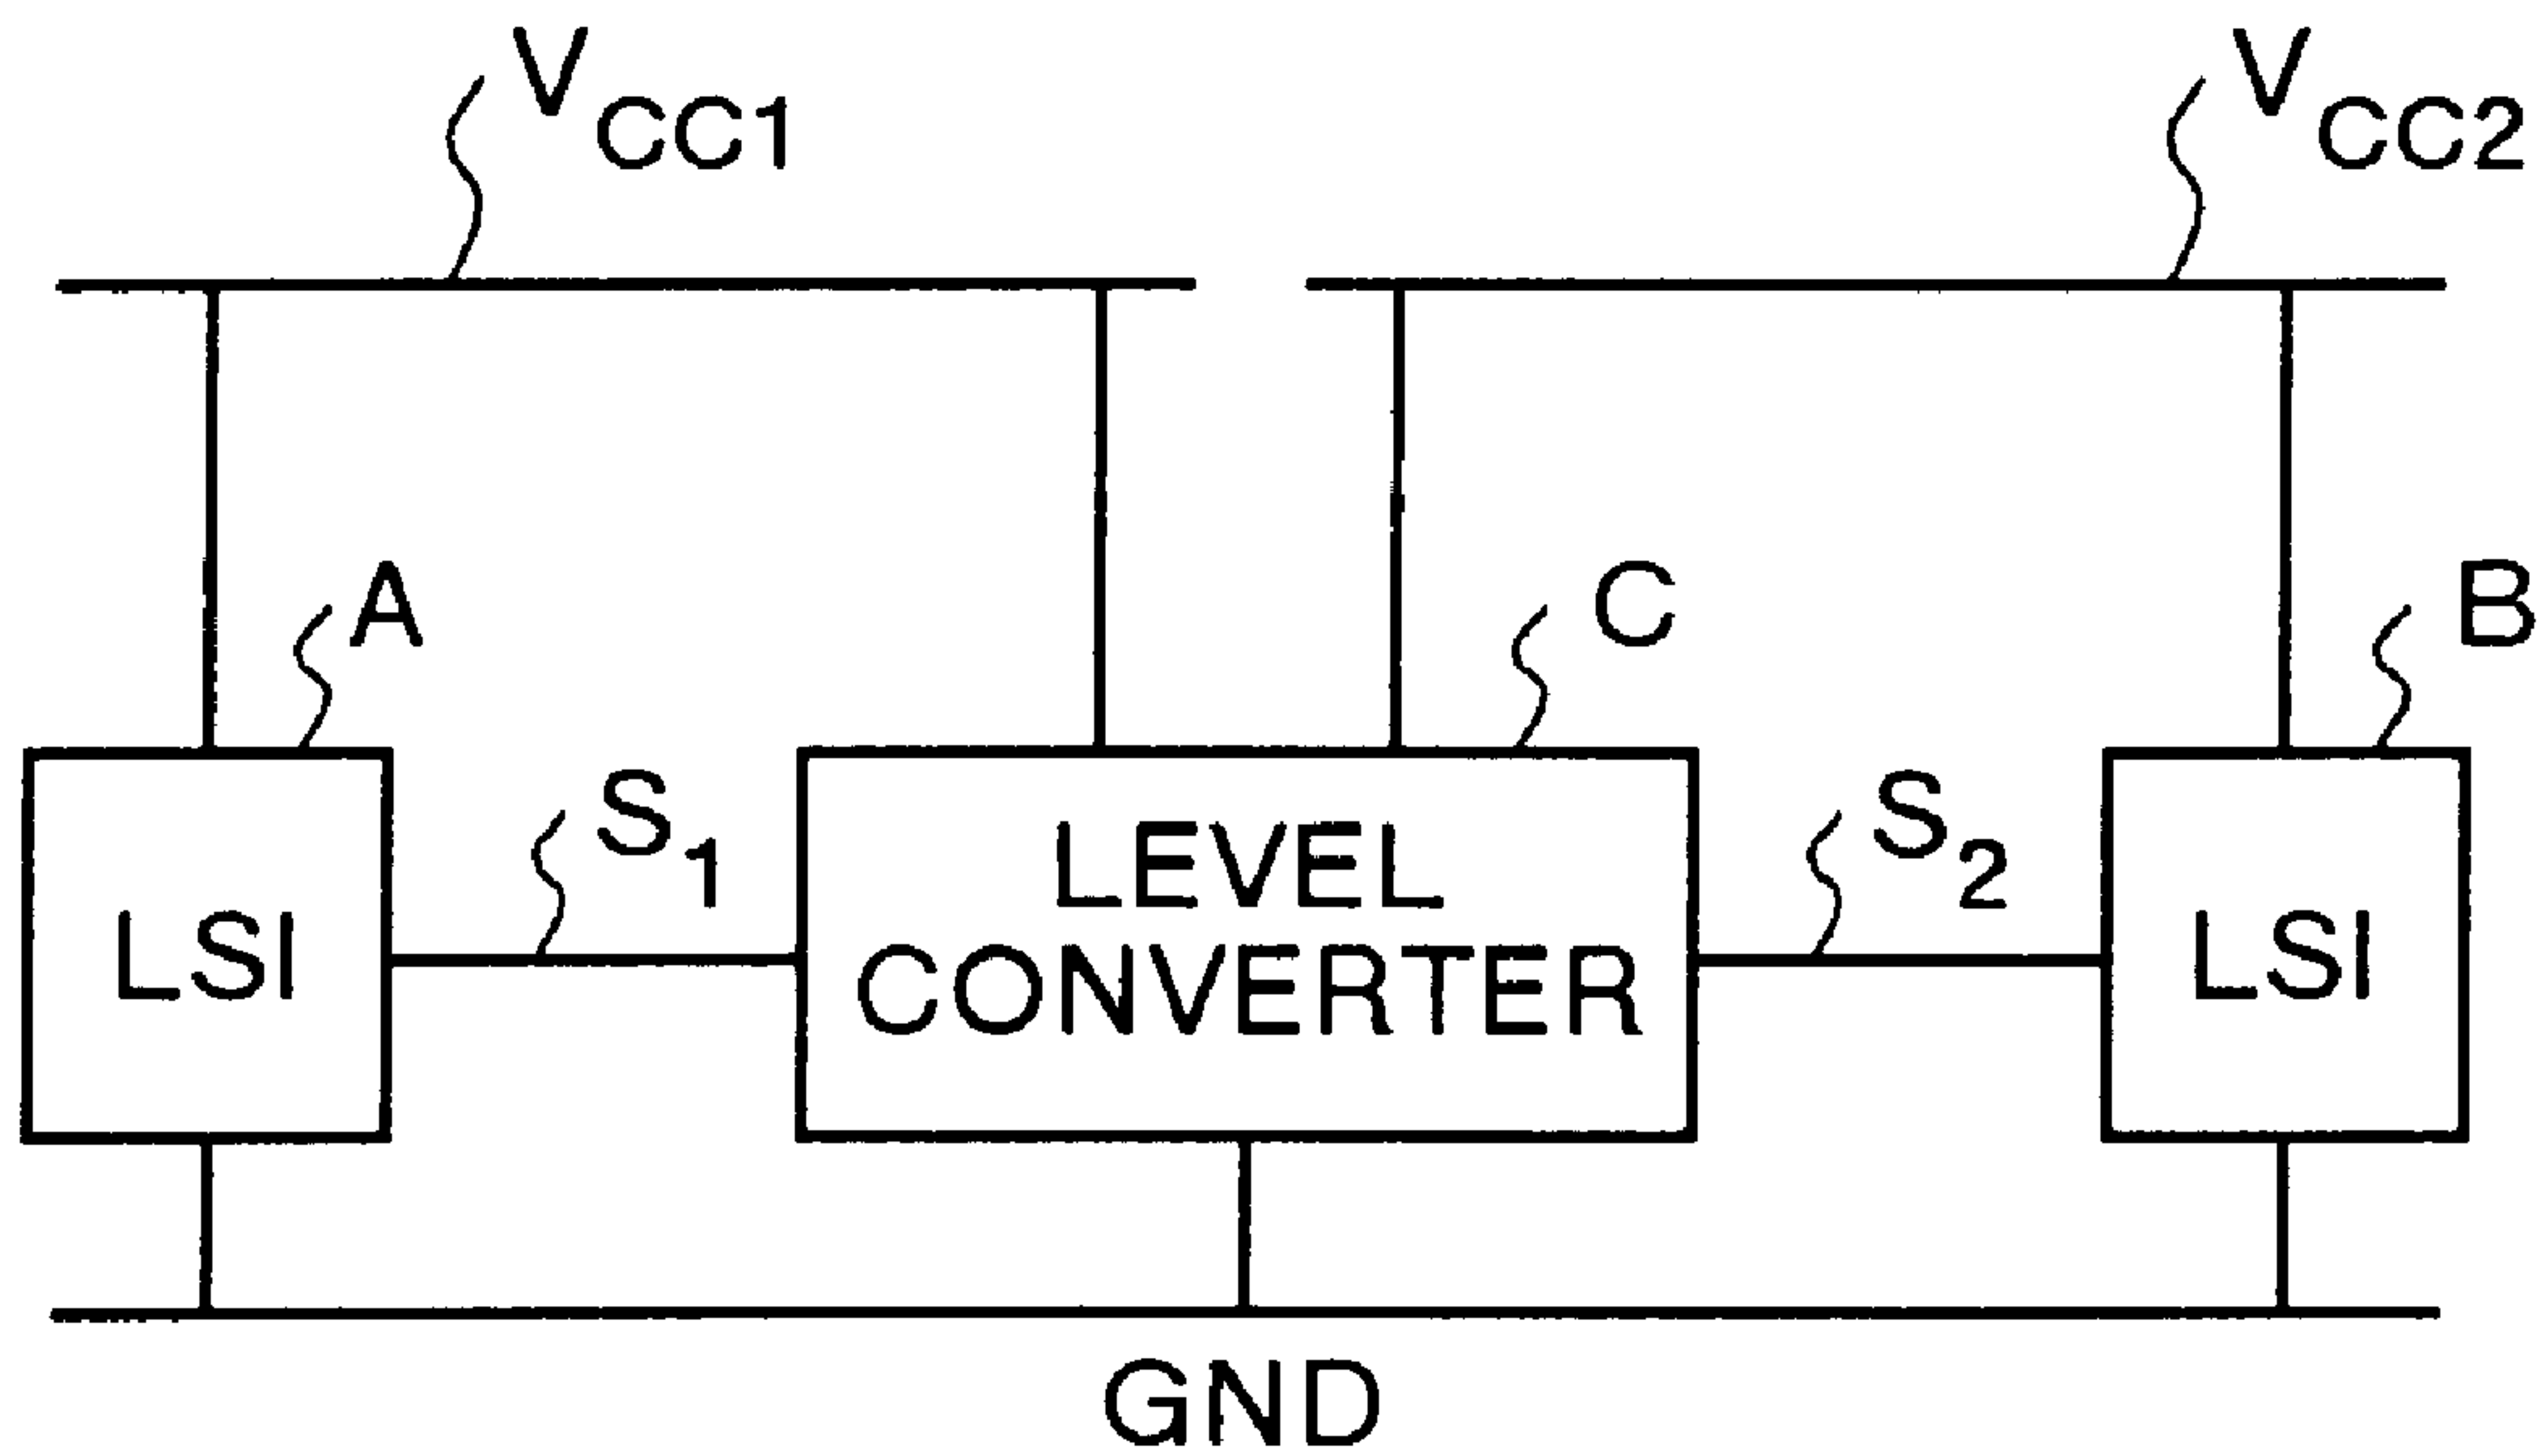 VCC1
VCC2
A
C
B
S1
S2
LSI
LEVEL
CONVERTER
LSI
GND